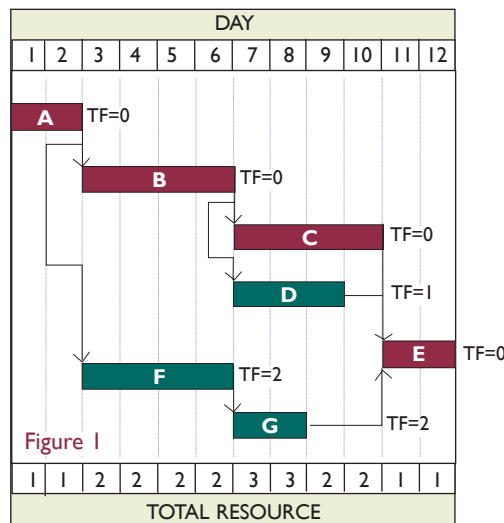 DAY
1 2 3 4 5 6 7 8 9 10 11 12
A TF=0
B TF=0
C TF=0
D TF=1
E TF=0
F TF=2
G TF=2
Figure 1
1 1 2 2 2 2 3 3 2 2 1 1
TOTAL RESOURCE